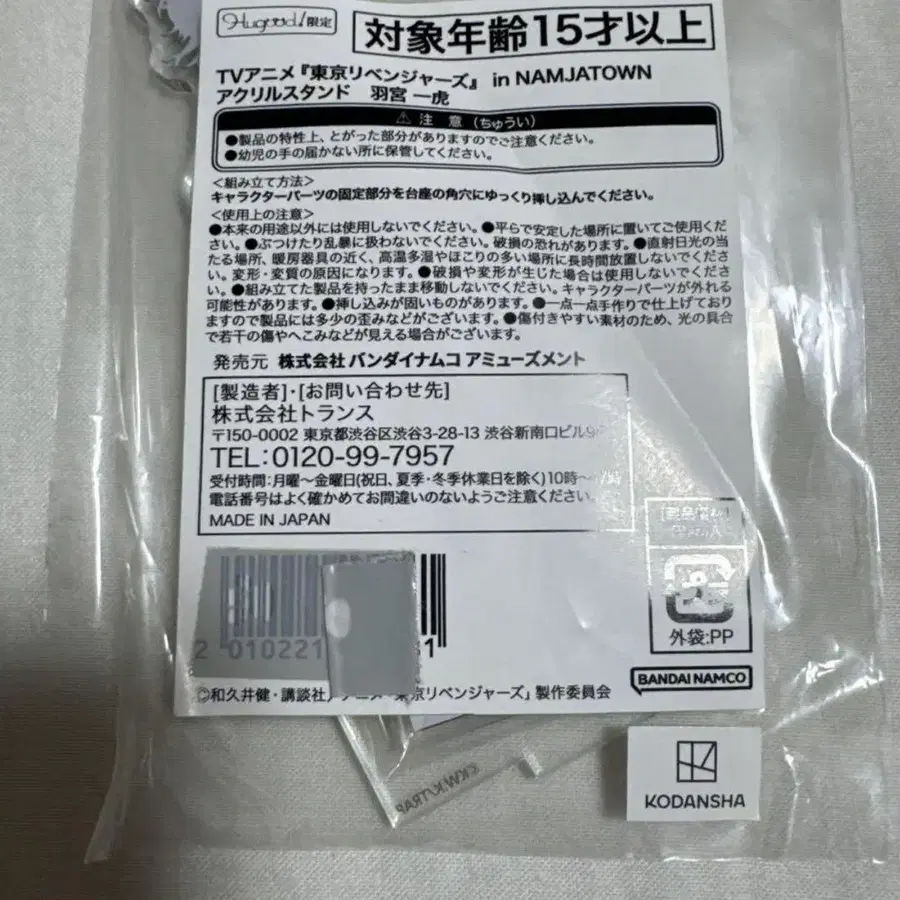 Hugood!限定
対象年齢15才以上
TVアニメ『東京リベンジャーズ』 in NAMJATOWN
アクリルスタンド 羽宮 一虎
⚠ 注 意 (ちゅうい)
●製品の特性上、とがった部分がありますのでご注意ください。
●幼児の手の届かない所に保管してください。
＜組み立て方法＞
キャラクターパーツの固定部分を台座の角穴にゆっくり挿し込んでください。
＜使用上の注意＞
●本来の用途以外には使用しないでください。●平らで安定した場所に置いてご使用くだ
さい。●ぶつけたり乱暴に扱わないでください。破損の恐れがあります。●直射日光の当
たる場所、暖房器具の近く、高温多湿やほこりの多い場所に長時間放置しないでくださ
い。変形・変質の原因になります。●破損や変形が生じた場合は使用しないでくださ
い。●組み立てた製品を持ったまま移動しないでください。キャラクターパーツが外れる
可能性があります。●挿し込みが固いものがあります。●一点一点手作りで仕上げており
ますので製品には多少の歪みなどがございます。●傷付きやすい素材のため、光の具合
で若干の傷やへこみなどが見える場合がございます。
発売元 株式会社バンダイナムコアミューズメント
[製造者]・[お問い合わせ先]
株式会社トランス
〒150-0002 東京都渋谷区渋谷3-28-13 渋谷新南口ビル
TEL:0120-99-7957
受付時間:月曜～金曜日(祝日、夏季・冬季休業日を除く)10時～
電話番号はよく確かめてお間違いのないようご注意ください。
MADE IN JAPAN
外袋:PP
2 010221
BANDAI NAMCO
©和久井健・講談社/アニメ「東京リベンジャーズ」製作委員会
©KW,K/TRAP
KODANSHA